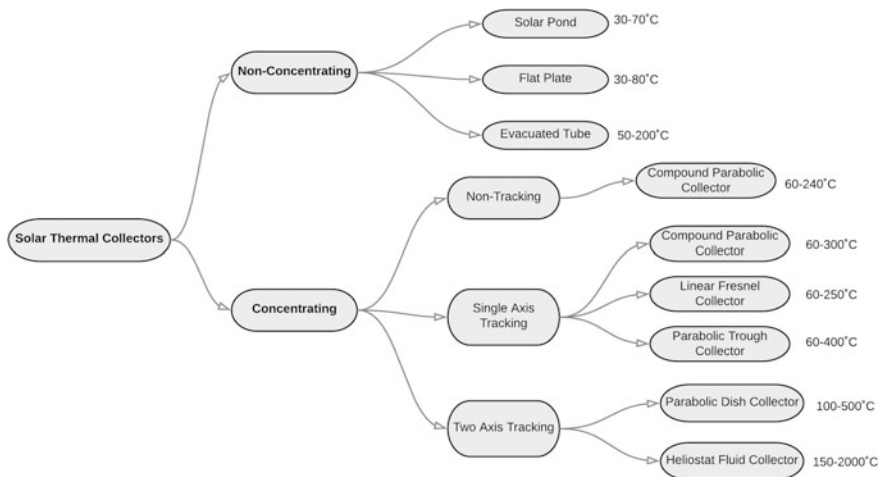 Solar Pond
30-70˚C
Non-Concentrating
Flat Plate
30-80˚C
Evacuated Tube
50-200˚C
Solar Thermal Collectors
Concentrating
Non-Tracking
Compound Parabolic
Collector
60-240˚C
Single Axis
Tracking
Compound Parabolic
Collector
60-300˚C
Linear Fresnel
Collector
60-250˚C
Parabolic Trough
Collector
60-400˚C
Two Axis Tracking
Parabolic Dish Collector
100-500˚C
Heliostat Fluid Collector
150-2000˚C